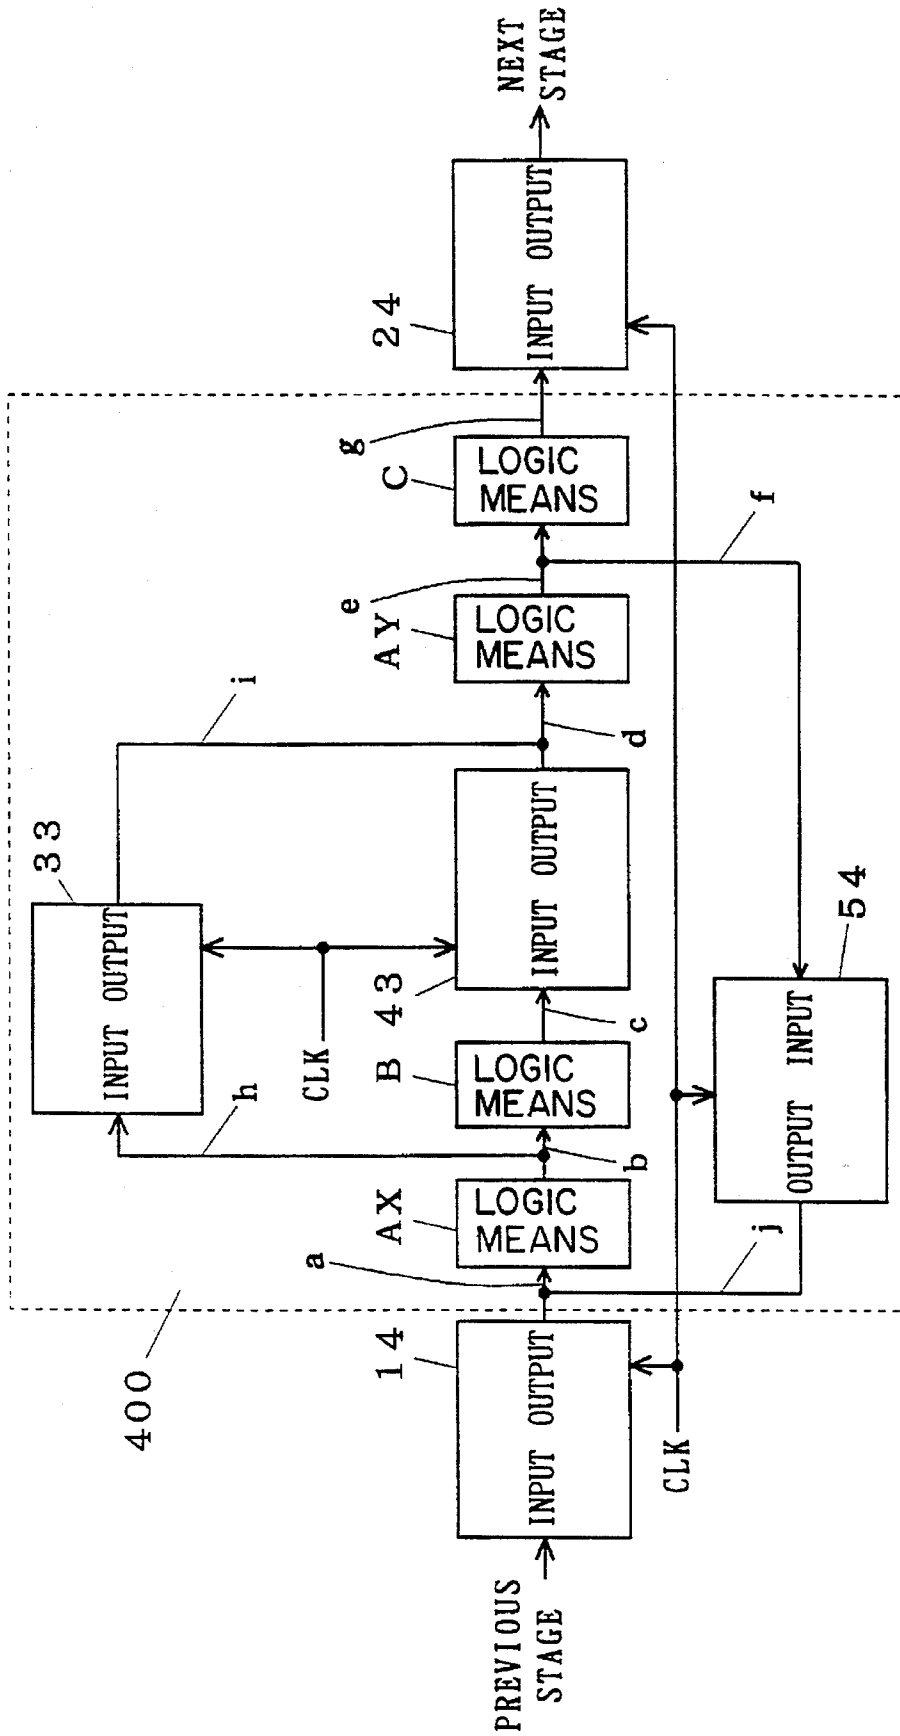 400
33
INPUT OUTPUT
i
h
CLK
PREVIOUS
STAGE
14
INPUT OUTPUT
a
AX
LOGIC
MEANS
b
B
LOGIC
MEANS
c
43
INPUT OUTPUT
d
AY
LOGIC
MEANS
e
C
LOGIC
MEANS
g
24
INPUT OUTPUT
NEXT
STAGE
CLK
f
j
OUTPUT INPUT
54